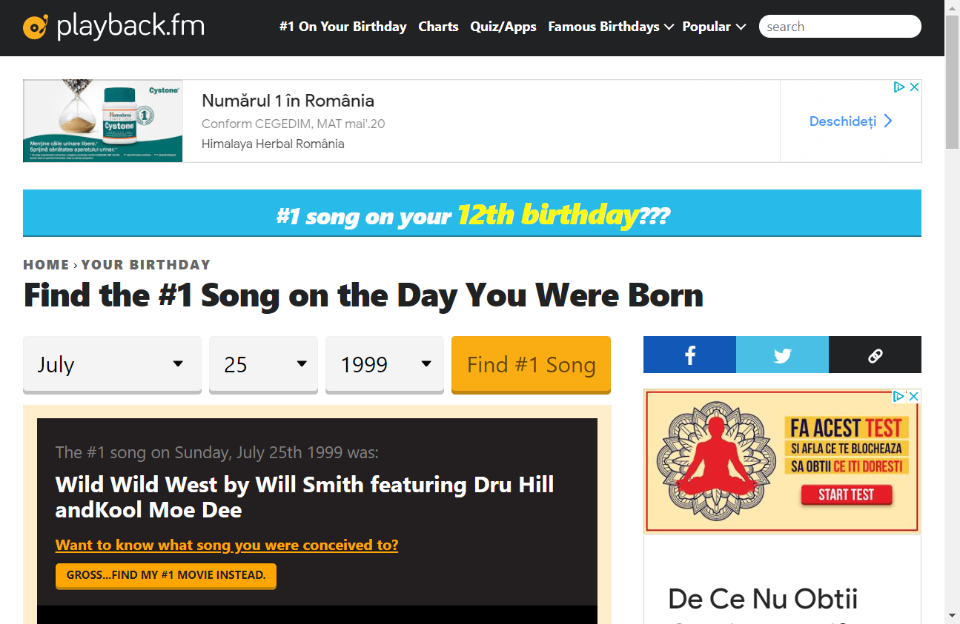 playback.fm
#1 On Your Birthday Charts Quiz/Apps Famous Birthdays Popular search
Cystone
Himalaya
Cystone
Menține căile urinare libere.
Sprijină sănătatea aparatului urinar.
Numărul 1 în România
Conform CEGEDIM, MAT mai'.20
Himalaya Herbal România
Deschideți
#1 song on your 12th birthday???
HOME › YOUR BIRTHDAY
Find the #1 Song on the Day You Were Born
July 25 1999 Find #1 Song
The #1 song on Sunday, July 25th 1999 was:
Wild Wild West by Will Smith featuring Dru Hill
andKool Moe Dee
Want to know what song you were conceived to?
GROSS...FIND MY #1 MOVIE INSTEAD.
FA ACEST TEST
SI AFLA CE TE BLOCHEAZA
SA OBTII CE ITI DORESTI
START TEST
De Ce Nu Obtii